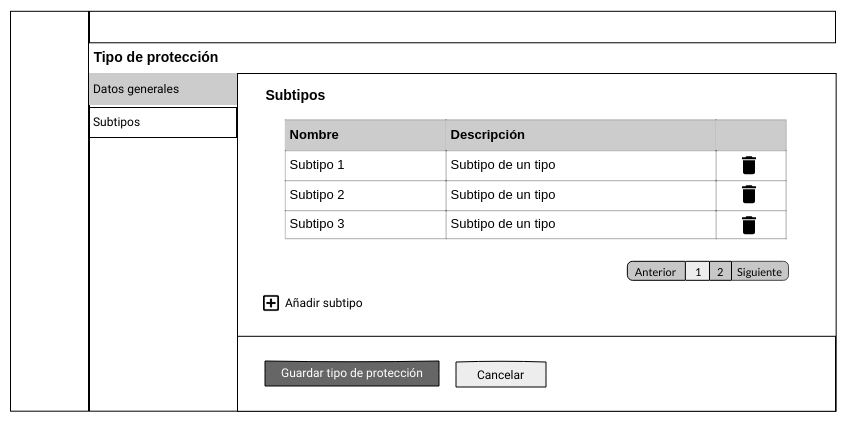 Tipo de protección
Datos generales
Subtipos
Subtipos
Nombre Descripción
Subtipo 1 Subtipo de un tipo
Subtipo 2 Subtipo de un tipo
Subtipo 3 Subtipo de un tipo
Anterior 1 2 Siguiente
Añadir subtipo
Guardar tipo de protección Cancelar